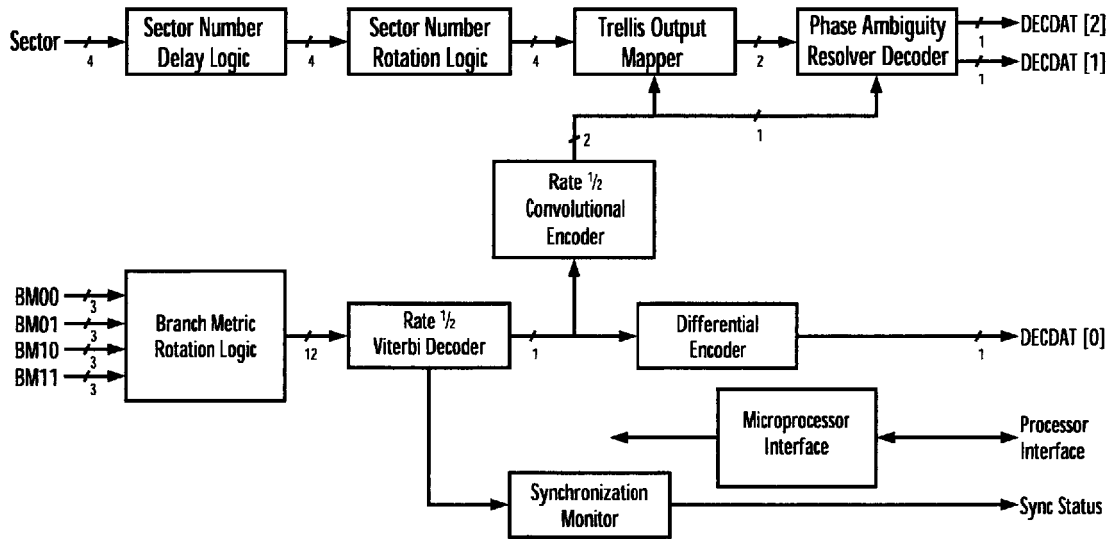 Sector
4
Sector Number
Delay Logic
4
Sector Number
Rotation Logic
4
Trellis Output
Mapper
2
Phase Ambiguity
Resolver Decoder
1
DECDAT [2]
1
DECDAT [1]
2
1
Rate 1/2
Convolutional
Encoder
BM00
3
BM01
3
BM10
3
BM11
3
Branch Metric
Rotation Logic
12
Rate 1/2
Viterbi Decoder
1
Differential
Encoder
1
DECDAT [0]
Microprocessor
Interface
Processor
Interface
Synchronization
Monitor
Sync Status